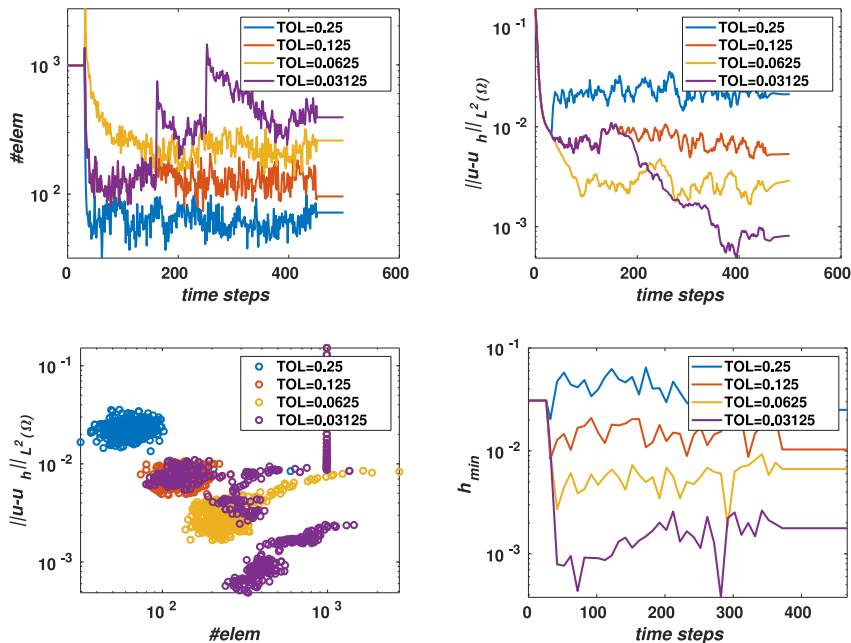 10^3
10^2
#elem
0
200
400
600
time steps
TOL=0.25
TOL=0.125
TOL=0.0625
TOL=0.03125
10^-1
10^-2
10^-3
||u-u_h||_L^2(Ω)
0
200
400
600
time steps
TOL=0.25
TOL=0.125
TOL=0.0625
TOL=0.03125
10^-1
10^-2
10^-3
||u-u_h||_L^2(Ω)
10^2
10^3
#elem
TOL=0.25
TOL=0.125
TOL=0.0625
TOL=0.03125
10^-1
10^-2
10^-3
h_min
0
100
200
300
400
time steps
TOL=0.25
TOL=0.125
TOL=0.0625
TOL=0.03125